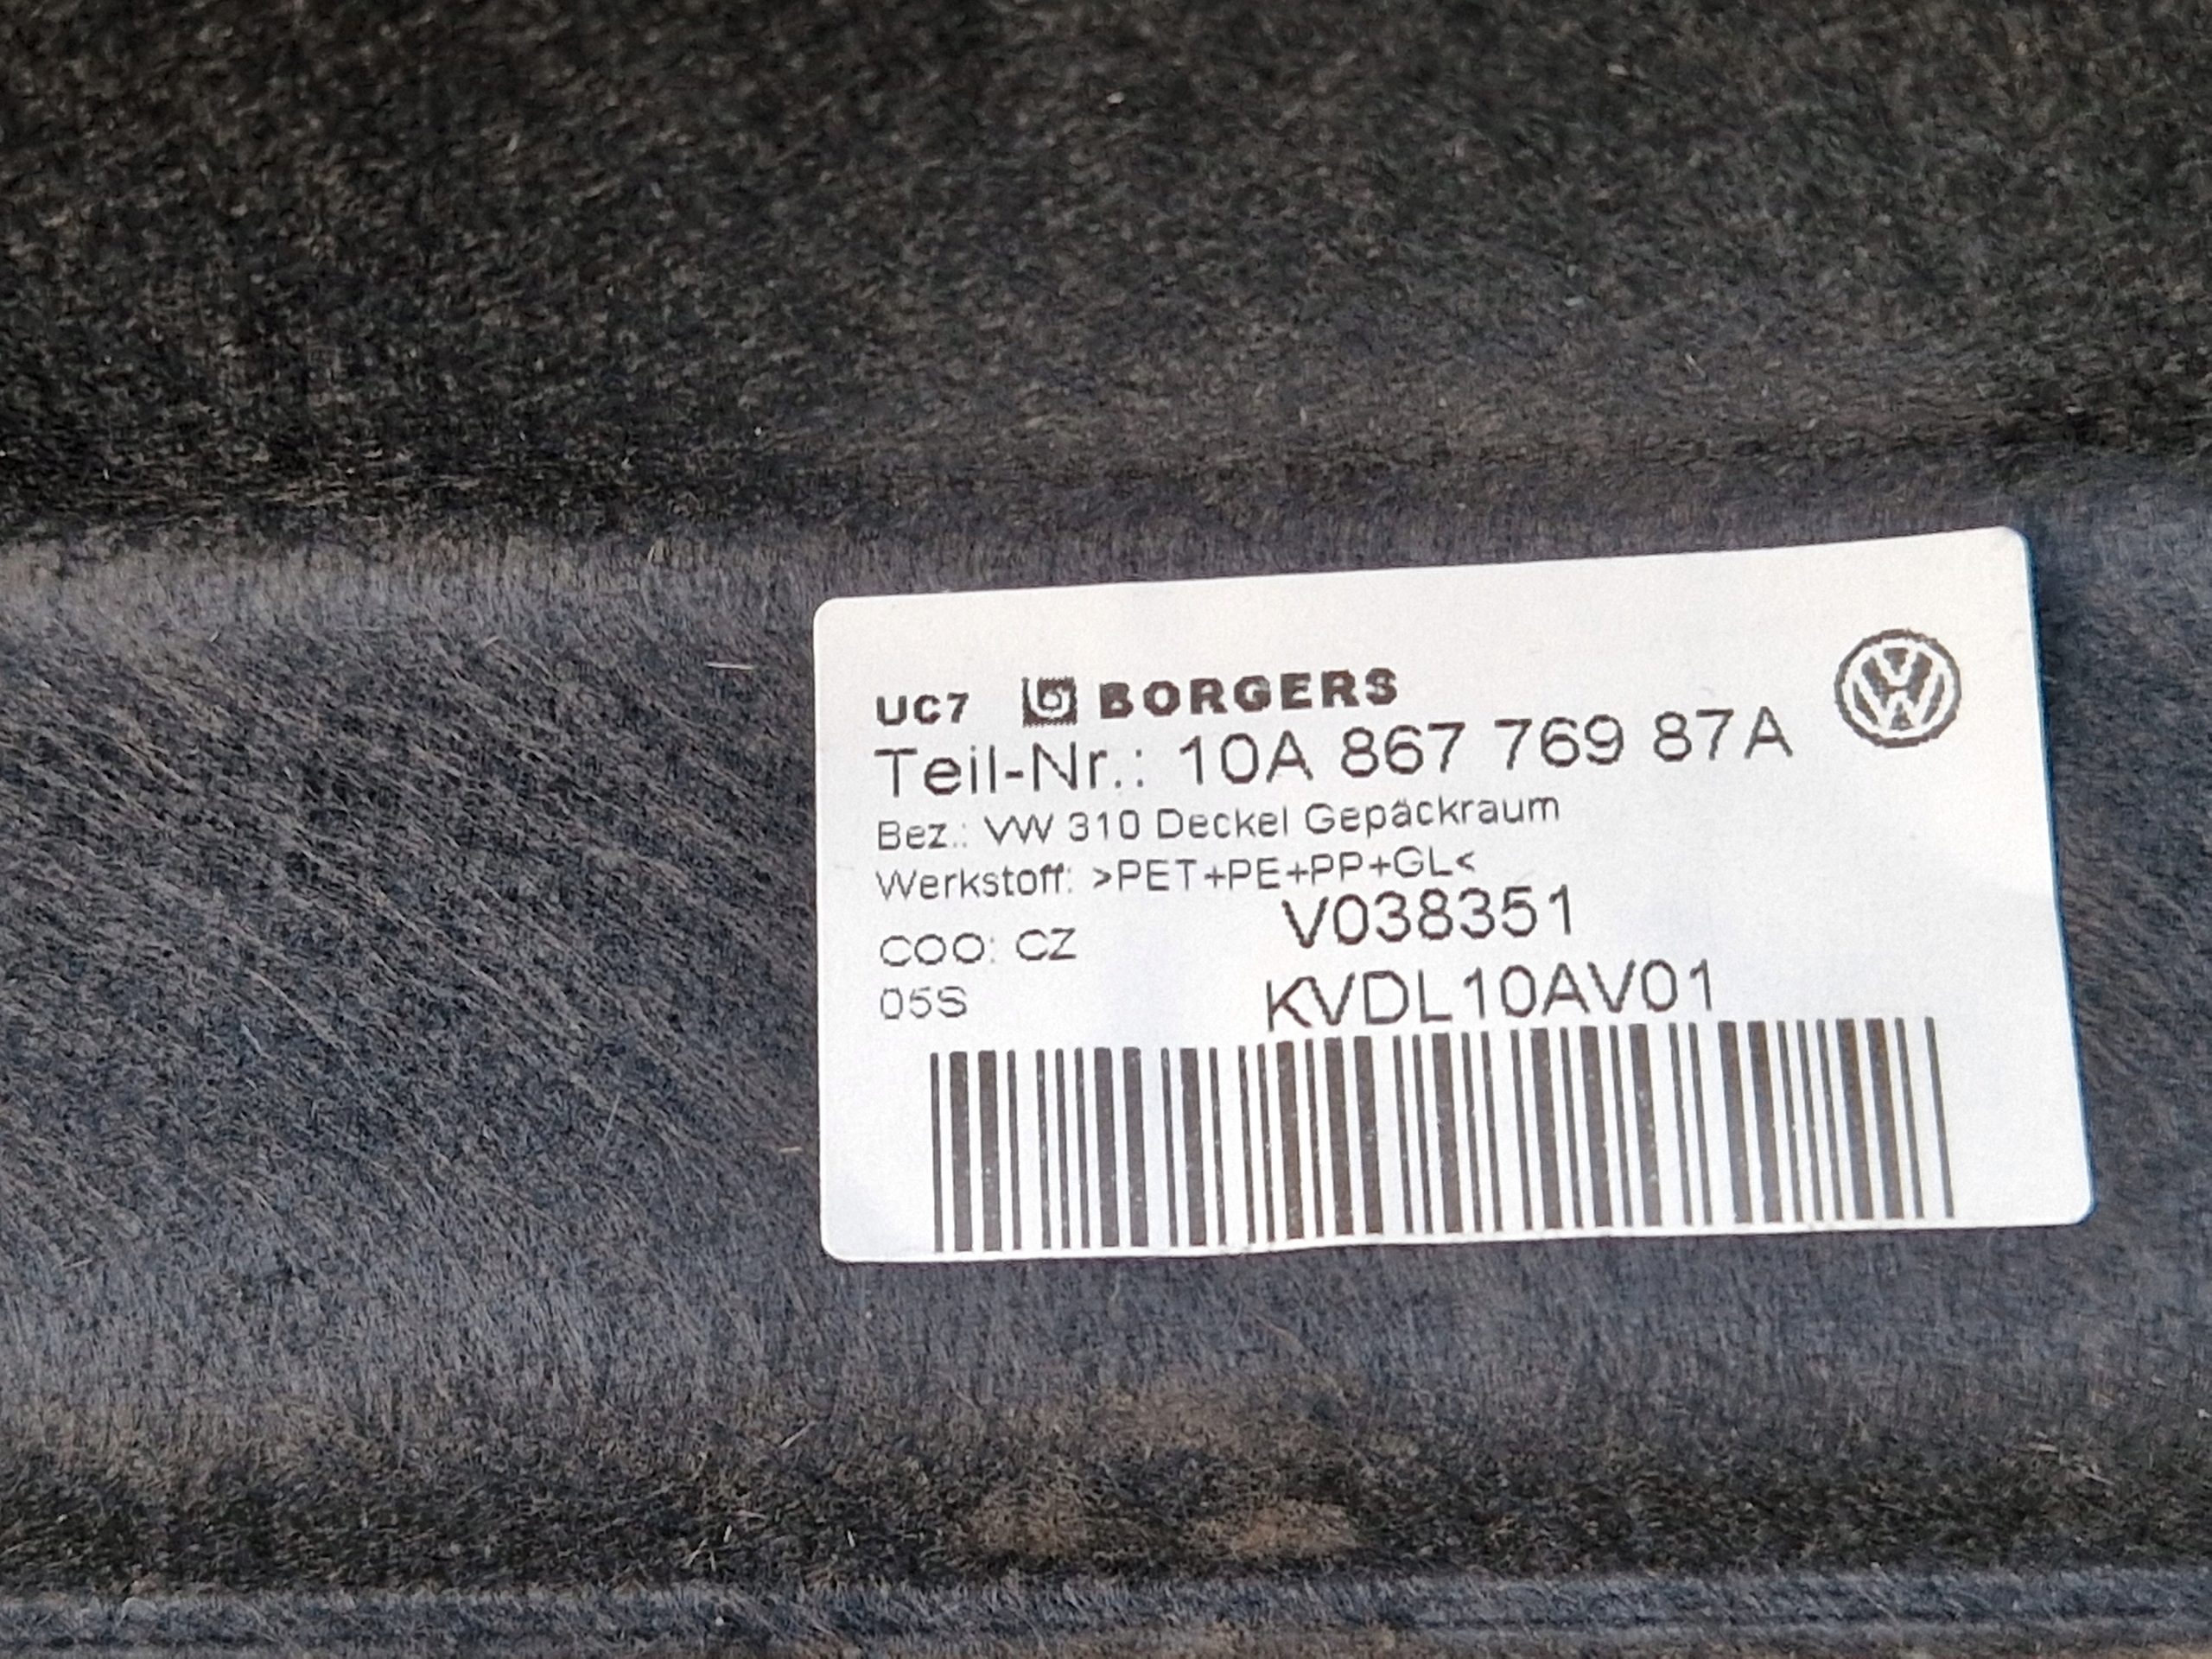 UC7 BORGERS
Teil-Nr.: 10A 867 769 87A
Bez.: VW 310 Deckel Gepäckraum
Werkstoff: >PET+PE+PP+GL<
V038351
COO: CZ
KVDL10AV01
05S